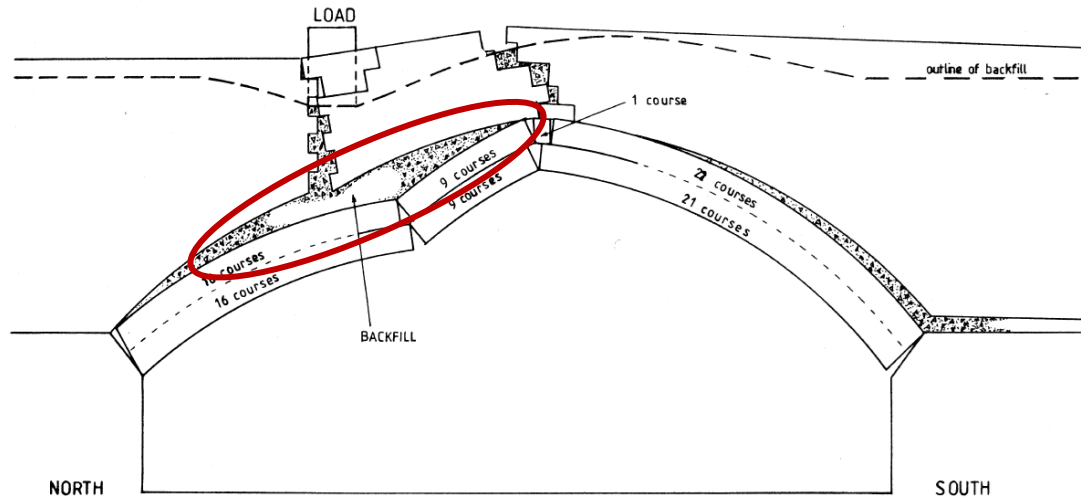 LOAD
outline of backfill
1 course
9 courses
9 courses
22 courses
21 courses
courses
16 courses
BACKFILL
NORTH
SOUTH